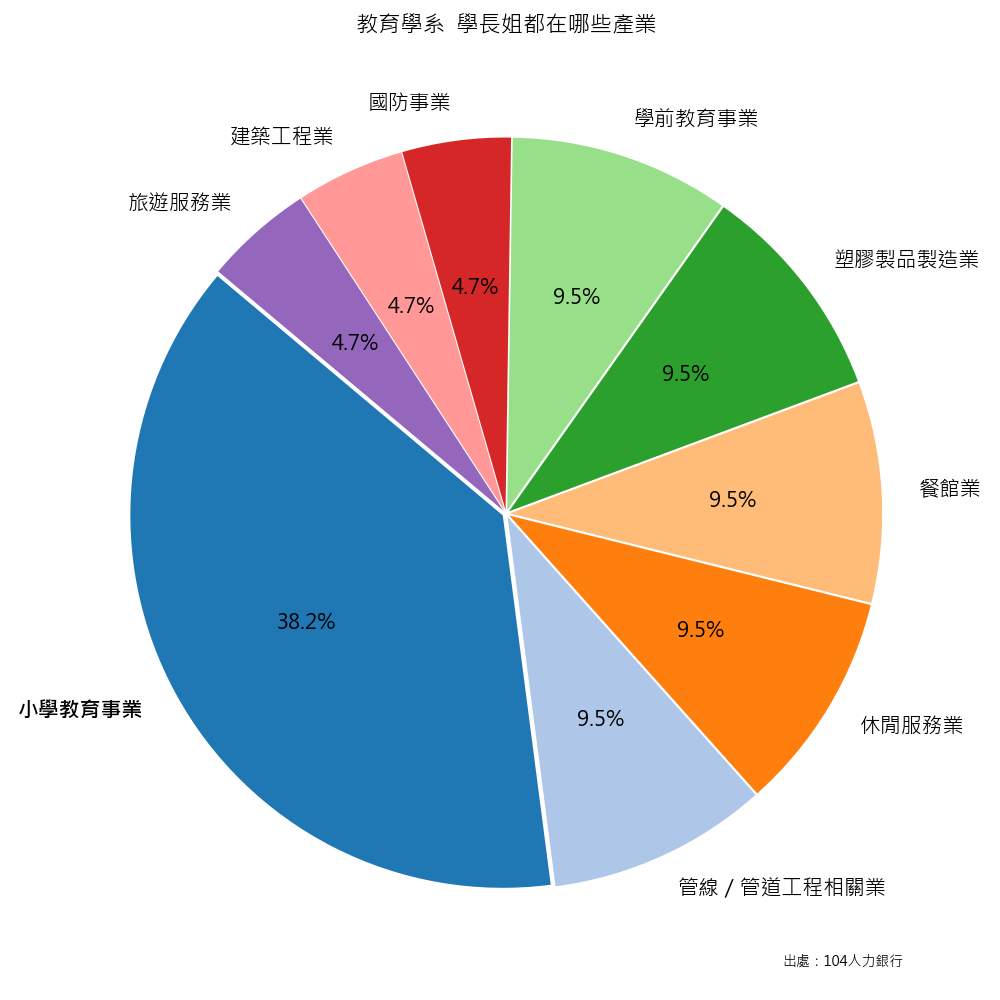 教育學系 學長姐都在哪些產業
國防事業
學前教育事業
建築工程業
旅遊服務業
塑膠製品製造業
4.7%
9.5%
4.7%
4.7%
9.5%
餐館業
9.5%
38.2%
9.5%
小學教育事業
9.5%
休閒服務業
管線 / 管道工程相關業
出處：104人力銀行